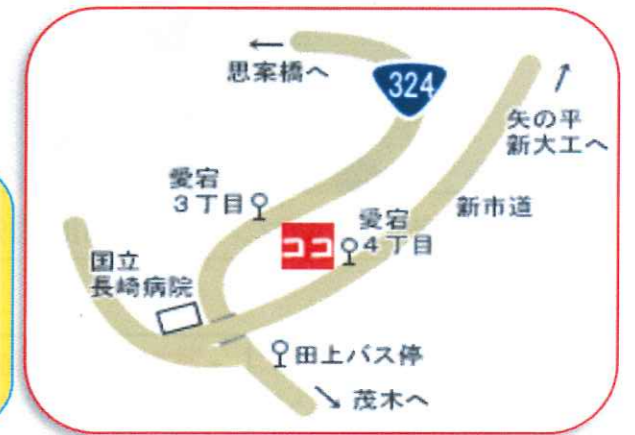 ←
思案橋へ
324
↗
矢の平
新大工へ
愛宕
3丁目
新市道
愛宕
4丁目
ココ
国立
長崎病院
田上バス停
↘ 茂木へ